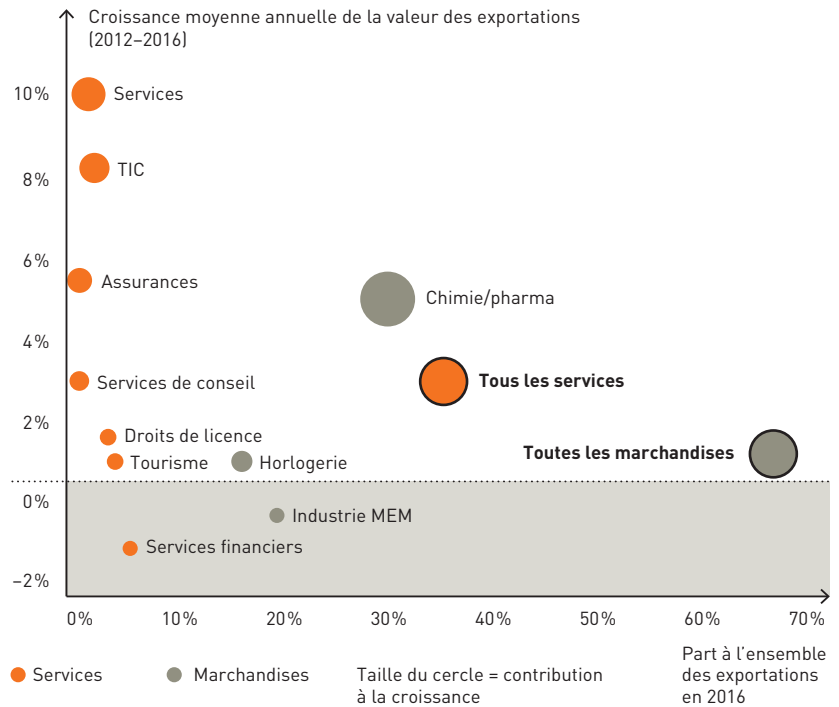 Croissance moyenne annuelle de la valeur des exportations
(2012–2016)
10%
Services
8%
TIC
6%
Assurances
Chimie/pharma
4%
Services de conseil
Tous les services
2%
Droits de licence
Tourisme
Horlogerie
Toutes les marchandises
0%
Industrie MEM
Services financiers
–2%
0% 10% 20% 30% 40% 50% 60% 70%
Services
Marchandises
Taille du cercle = contribution
à la croissance
Part à l'ensemble
des exportations
en 2016